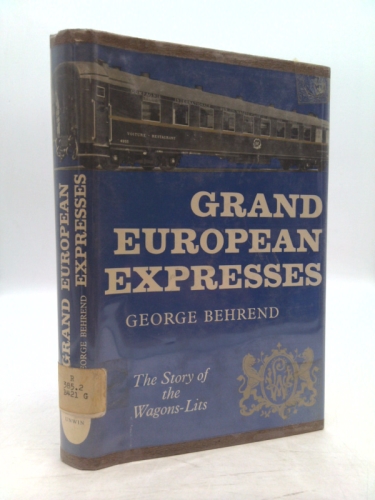 GRAND
EUROPEAN
EXPRESSES
GEORGE BEHREND
The Story of
the
Wagons-Lits
GRAND EUROPEAN
EXPRESSES
GEORGE BEHREND